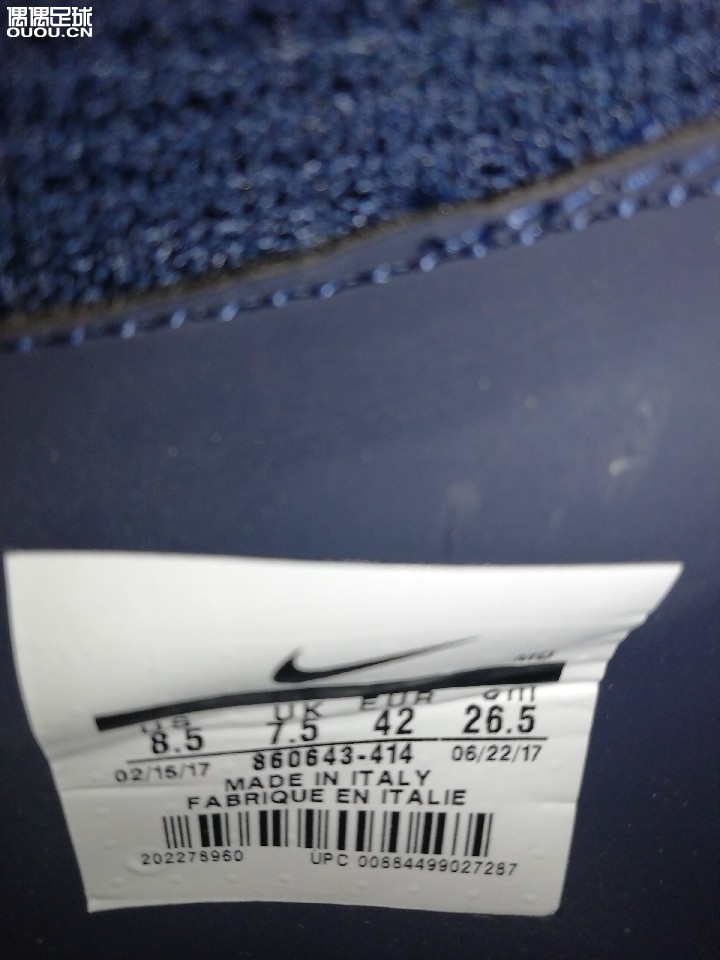 偶偶足球
OUOU.CN
US UK EUR cm
8.5 7.5 42 26.5
02/15/17 860643-414 06/22/17
MADE IN ITALY
FABRIQUE EN ITALIE
202278960 UPC 00884499027287